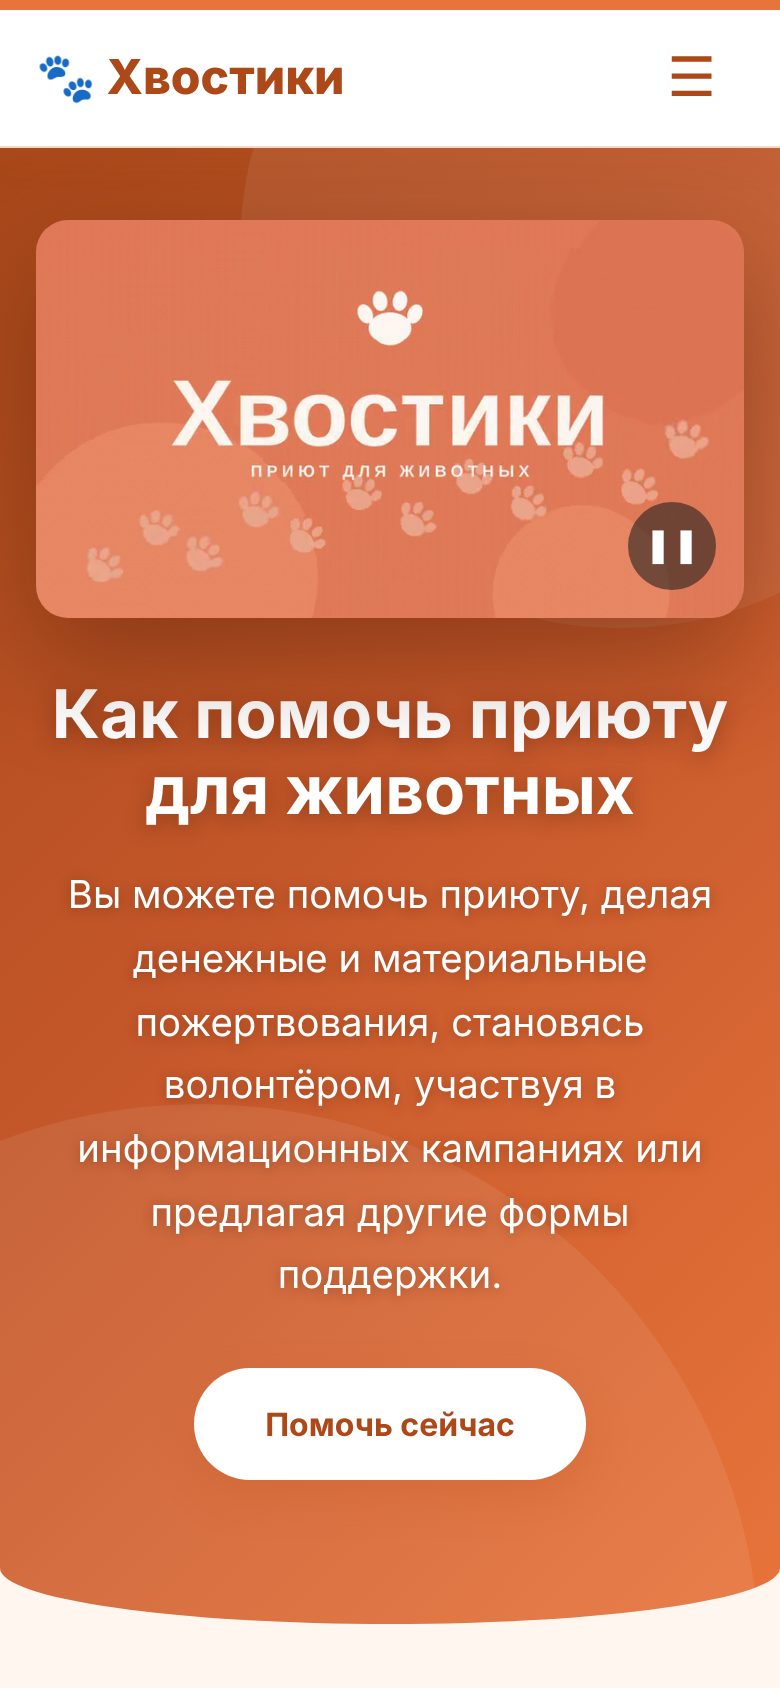 Хвостики
Хвостики
ПРИЮТ ДЛЯ ЖИВОТНЫХ
Как помочь приюту
для животных
Вы можете помочь приюту, делая
денежные и материальные
пожертвования, становясь
волонтёром, участвуя в
информационных кампаниях или
предлагая другие формы
поддержки.
Помочь сейчас